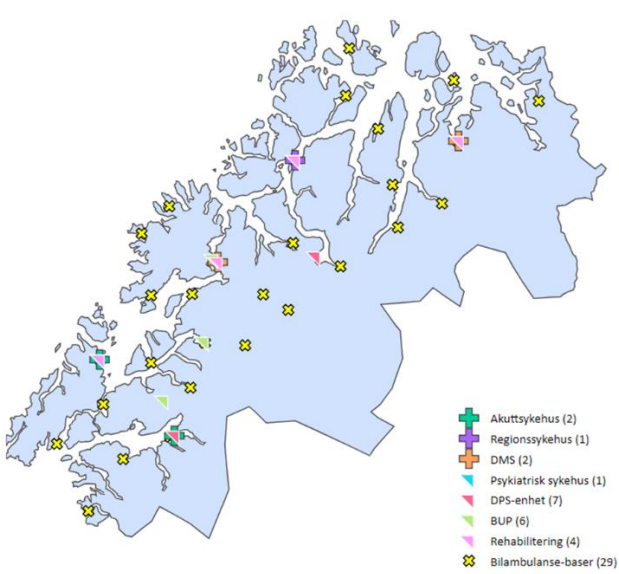 Akuttsykehus (2)
Regionssykehus (1)
DMS (2)
Psykiatrisk sykehus (1)
DPS-enhet (7)
BUP (6)
Rehabilitering (4)
Bilambulanse-baser (29)